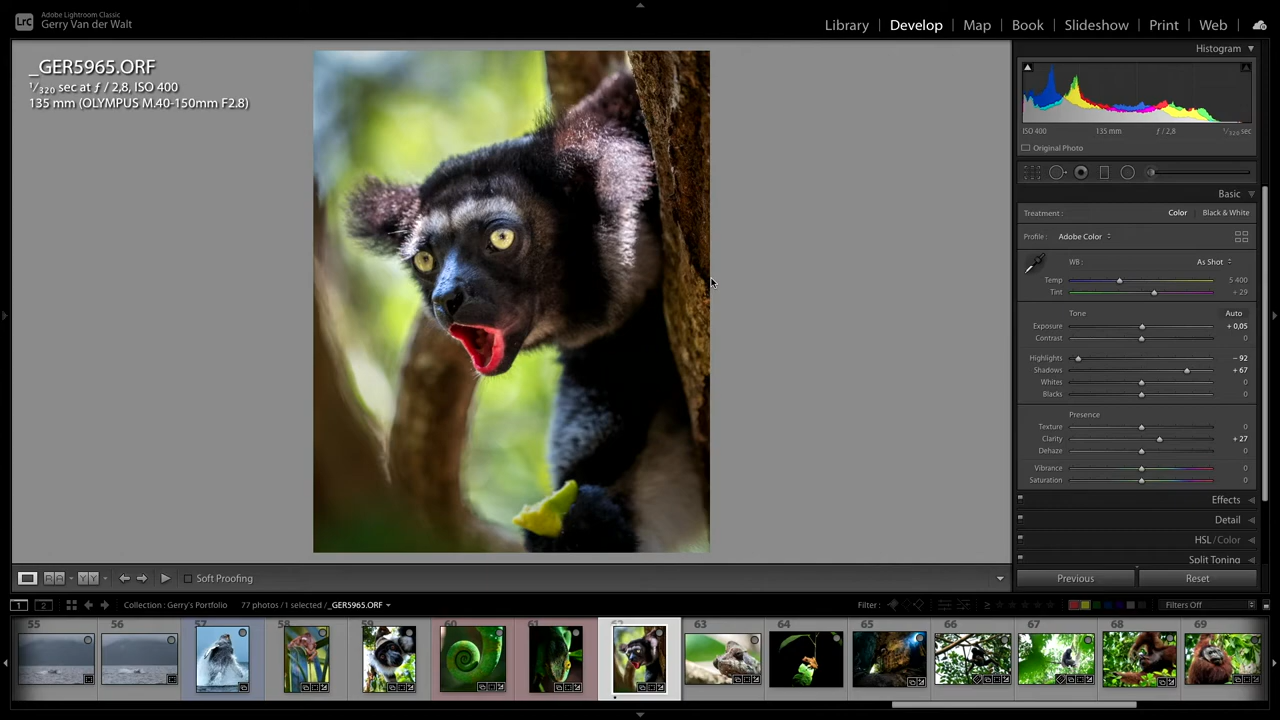 Lrc
Adobe Lightroom Classic
Gerry Van der Walt
Library Develop Map Book Slideshow Print Web
_GER5965.ORF
1/320 sec at ƒ / 2,8, ISO 400
135 mm (OLYMPUS M.40-150mm F2.8)
Histogram
ISO 400 135 mm ƒ / 2,8 1/320 sec
Original Photo
Basic
Treatment : Color Black & White
Profile : Adobe Color
WB : As Shot
Temp 5 400
Tint + 29
Tone Auto
Exposure + 0,05
Contrast 0
Highlights − 92
Shadows + 67
Whites 0
Blacks 0
Presence
Texture 0
Clarity + 27
Dehaze 0
Vibrance 0
Saturation 0
Effects
Detail
HSL / Color
Split Toning
Previous Reset
R A Y Y Soft Proofing
1 2 Collection : Gerry's Portfolio 77 photos / 1 selected / _GER5965.ORF Filter : Filters Off
55 56 57 58 59 60 61 62 63 64 65 66 67 68 69